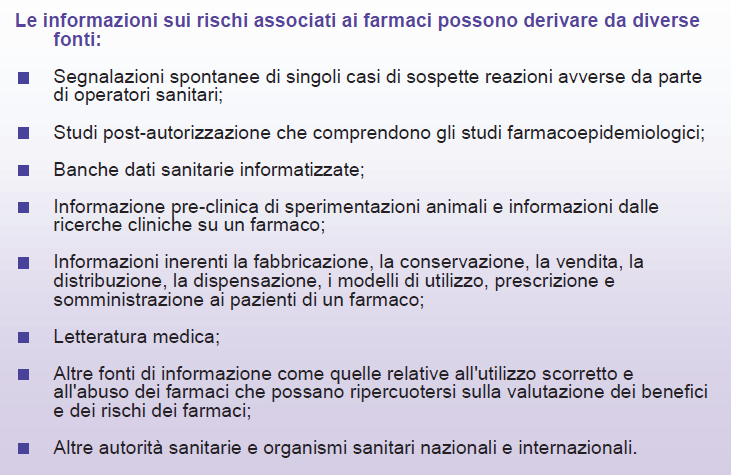 Le informazioni sui rischi associati ai farmaci possono derivare da diverse
fonti:
Segnalazioni spontanee di singoli casi di sospette reazioni avverse da parte
di operatori sanitari;
Studi post-autorizzazione che comprendono gli studi farmacoepidemiologici;
Banche dati sanitarie informatizzate;
Informazione pre-clinica di sperimentazioni animali e informazioni dalle
ricerche cliniche su un farmaco;
Informazioni inerenti la fabbricazione, la conservazione, la vendita, la
distribuzione, la dispensazione, i modelli di utilizzo, prescrizione e
somministrazione ai pazienti di un farmaco;
Letteratura medica;
Altre fonti di informazione come quelle relative all'utilizzo scorretto e
all'abuso dei farmaci che possano ripercuotersi sulla valutazione dei benefici
e dei rischi dei farmaci;
Altre autorità sanitarie e organismi sanitari nazionali e internazionali.